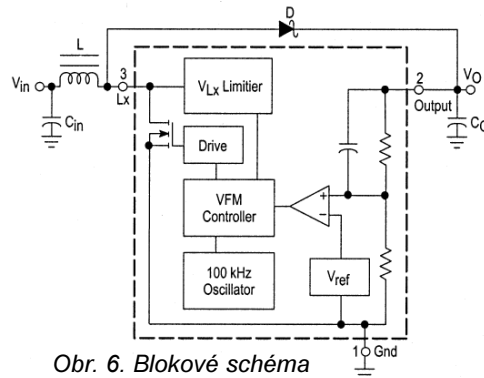 D
L
Vin
3
Lx
VLx Limitier
2
VO
Output
Cin
CO
Drive
VFM
Controller
+
−
100 kHz
Oscillator
Vref
1
Gnd
Obr. 6. Blokové schéma